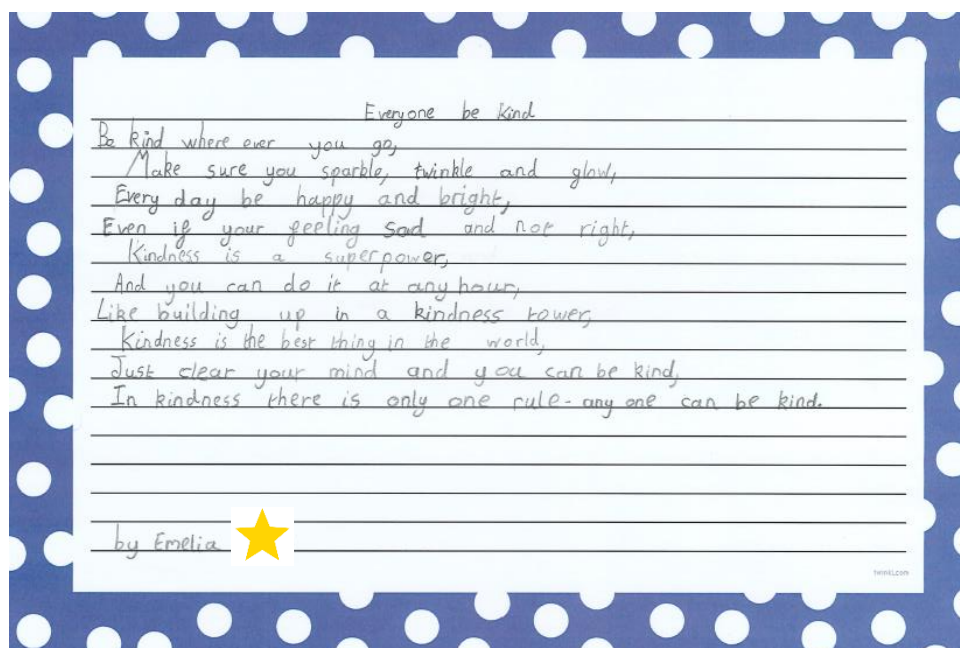 Everyone be Kind
Be kind where ever you go,
Make sure you sparble, twinkle and glow,
Every day be happy and bright,
Even if your feeling sad and not right,
Kindness is a superpower,
And you can do it at any hour,
Like building up in a kindness tower,
Kindness is the best thing in the world,
Just clear your mind and you can be kind,
In kindness there is only one rule - any one can be kind.
by Emelia
twinkl.com